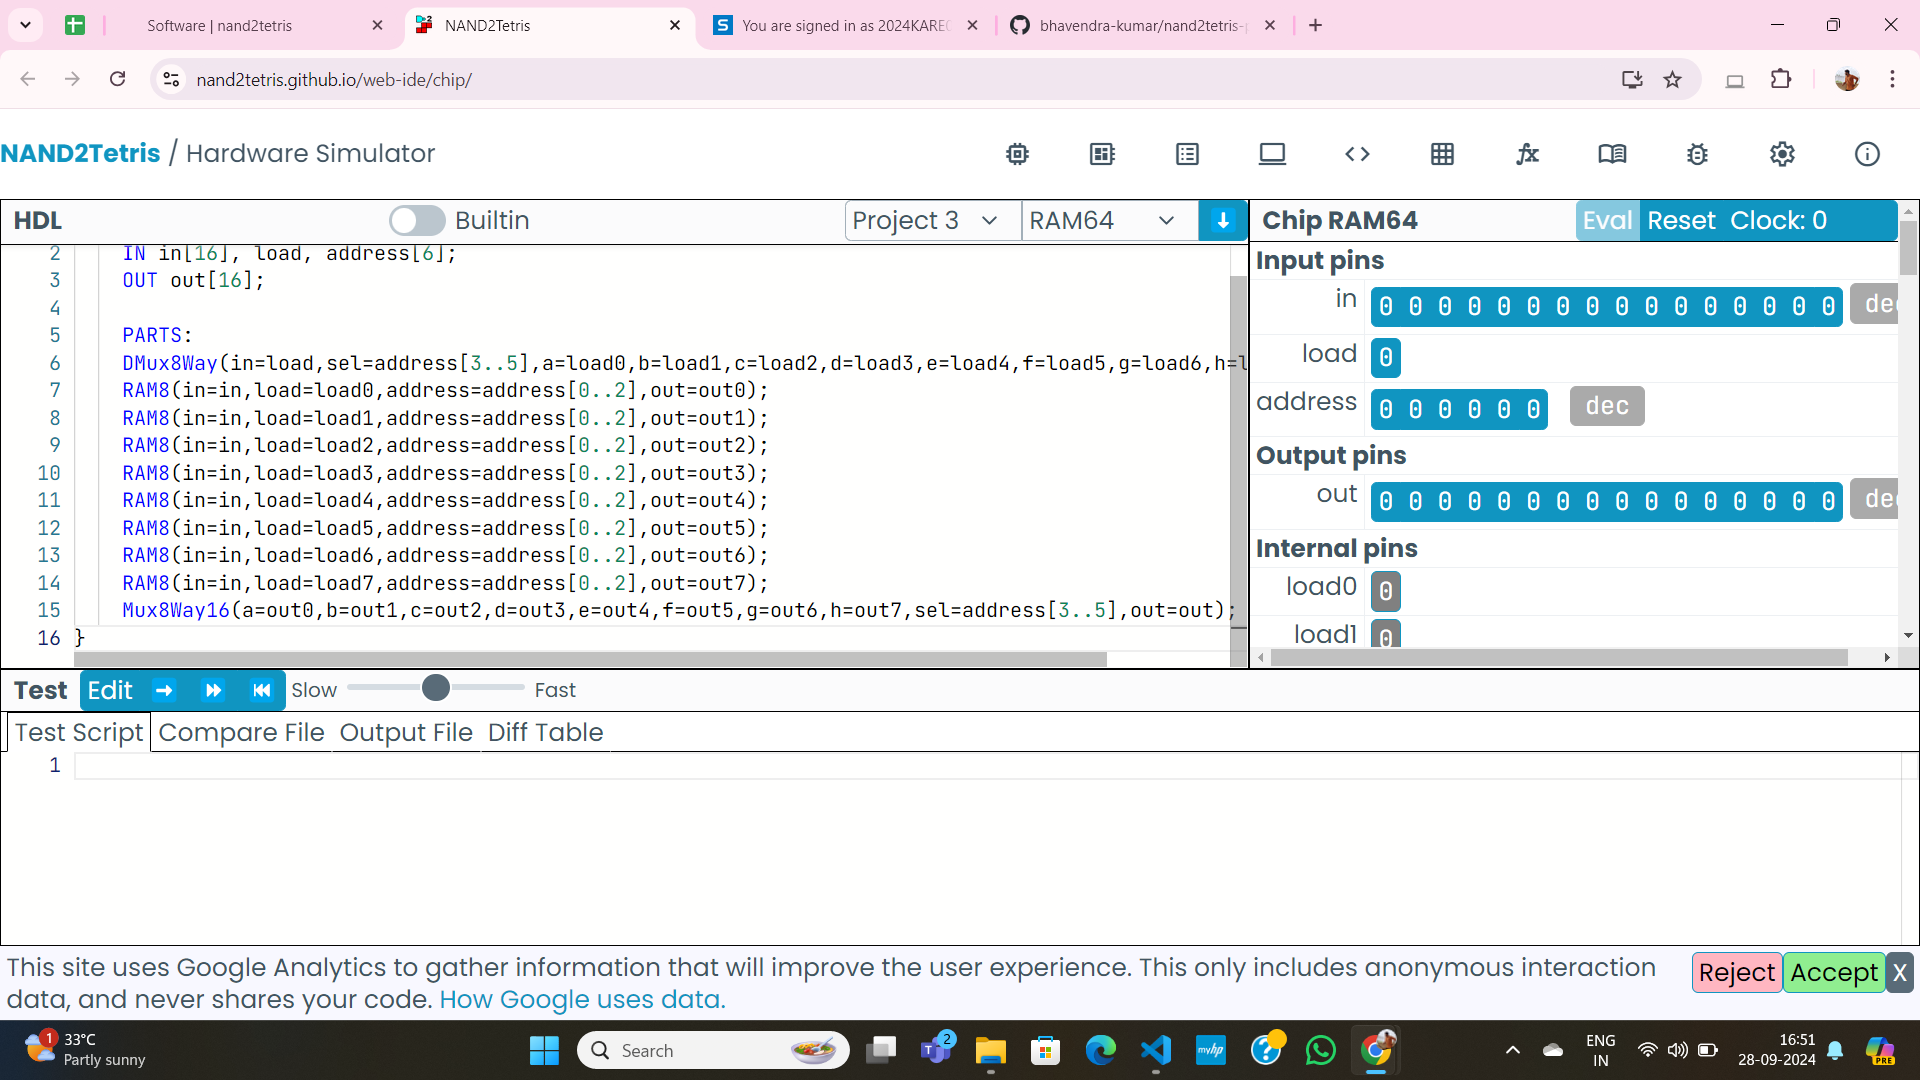 Software | nand2tetris
NAND2Tetris
You are signed in as 2024KARE
bhavendra-kumar/nand2tetris-
nand2tetris.github.io/web-ide/chip/
NAND2Tetris / Hardware Simulator
HDL
Builtin
Project 3
RAM64
Chip RAM64
Eval Reset Clock: 0
2 IN in[16], load, address[6];
3 OUT out[16];
4
5 PARTS:
6 DMux8Way(in=load,sel=address[3..5],a=load0,b=load1,c=load2,d=load3,e=load4,f=load5,g=load6,h=l
7 RAM8(in=in,load=load0,address=address[0..2],out=out0);
8 RAM8(in=in,load=load1,address=address[0..2],out=out1);
9 RAM8(in=in,load=load2,address=address[0..2],out=out2);
10 RAM8(in=in,load=load3,address=address[0..2],out=out3);
11 RAM8(in=in,load=load4,address=address[0..2],out=out4);
12 RAM8(in=in,load=load5,address=address[0..2],out=out5);
13 RAM8(in=in,load=load6,address=address[0..2],out=out6);
14 RAM8(in=in,load=load7,address=address[0..2],out=out7);
15 Mux8Way16(a=out0,b=out1,c=out2,d=out3,e=out4,f=out5,g=out6,h=out7,sel=address[3..5],out=out);
16 }
Input pins
in 0 0 0 0 0 0 0 0 0 0 0 0 0 0 0 0 dec
load 0
address 0 0 0 0 0 0 dec
Output pins
out 0 0 0 0 0 0 0 0 0 0 0 0 0 0 0 0 dec
Internal pins
load0 0
load1 0
Test Edit Slow Fast
Test Script Compare File Output File Diff Table
1
This site uses Google Analytics to gather information that will improve the user experience. This only includes anonymous interaction
data, and never shares your code. How Google uses data.
Reject Accept X
1
33°C
Partly sunny
Search
2
myhp
PRE
ENG
IN
16:51
28-09-2024